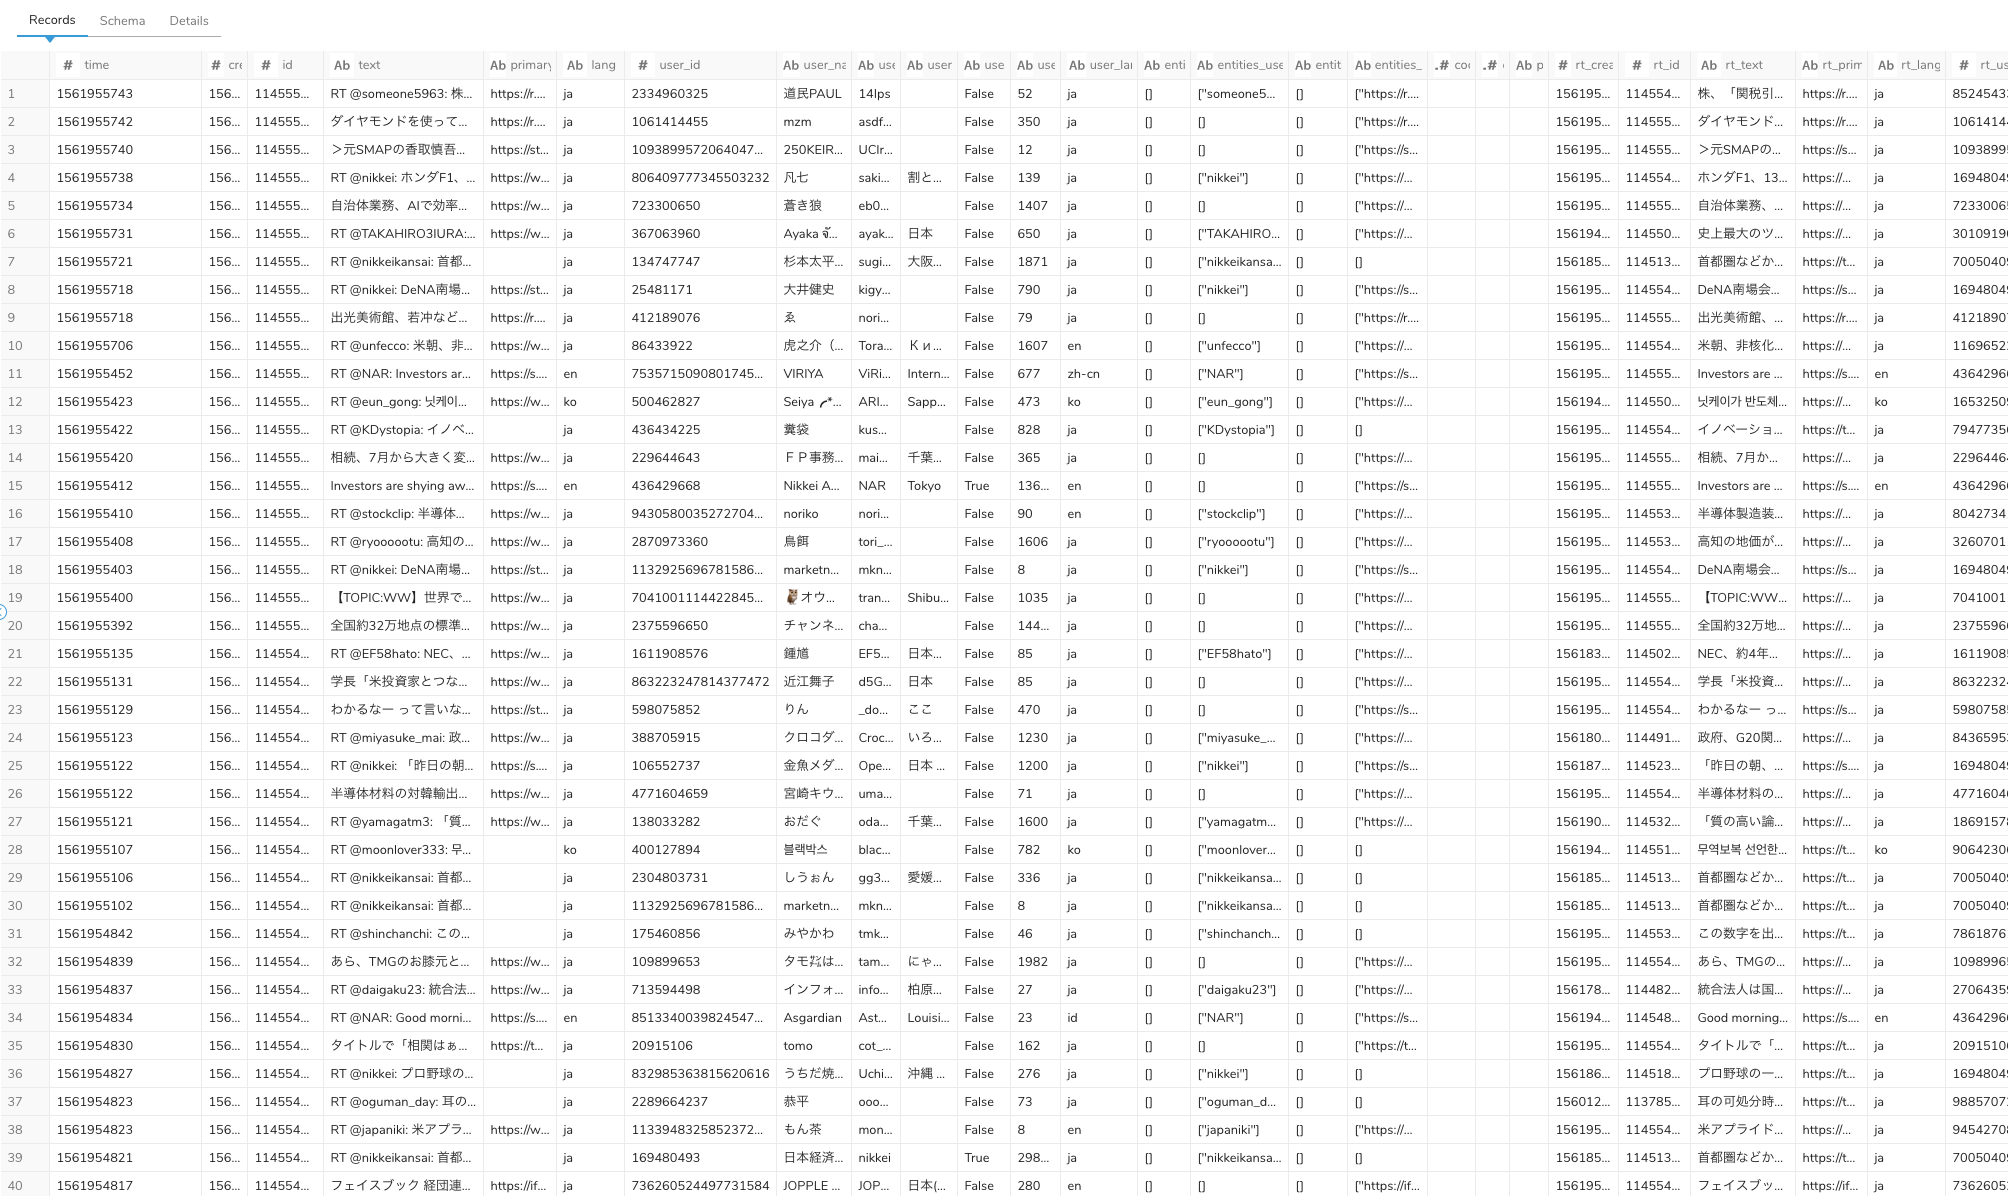 Records Schema Details
# time # cre # id Ab text Ab primary Ab lang # user_id Ab user_na Ab use Ab user Ab use Ab use Ab user_lan Ab enti Ab entities_use Ab entit Ab entities_ .# coo .# Ab p # rt_crea # rt_id Ab rt_text Ab rt_prim Ab rt_lang # rt_us
1 1561955743 156... 114555... RT @someone5963: 株... https://r.... ja 2334960325 道民PAUL 14lps False 52 ja [] ["someone5... [] ["https://r.... 156195... 114554... 株、「関税引... https://r.... ja 85245433
2 1561955742 156... 114555... ダイヤモンドを使って... https://r.... ja 1061414455 mzm asdf... False 350 ja [] [] [] ["https://r.... 156195... 114555... ダイヤモンド... https://r.... ja 10614144
3 1561955740 156... 114555... ＞元SMAPの香取慎吾... https://st... ja 1093899572064047... 250KEIR... UClr... False 12 ja [] [] [] ["https://s... 156195... 114555... ＞元SMAPの... https://s... ja 10938995
4 1561955738 156... 114555... RT @nikkei: ホンダF1、... https://w... ja 806409777345503232 凡七 saki... 割と... False 139 ja [] ["nikkei"] [] ["https://... 156195... 114554... ホンダF1、13... https://... ja 16948049
5 1561955734 156... 114555... 自治体業務、AIで効率... https://w... ja 723300650 蒼き狼 eb0... False 1407 ja [] [] [] ["https://... 156195... 114555... 自治体業務、... https://... ja 72330065
6 1561955731 156... 114555... RT @TAKAHIRO3IURA:... https://w... ja 367063960 Ayaka จั... ayak... 日本 False 650 ja [] ["TAKAHIRO... [] ["https://... 156194... 114550... 史上最大のツ... https://... ja 30109190
7 1561955721 156... 114555... RT @nikkeikansai: 首都... ja 134747747 杉本太平... sugi... 大阪... False 1871 ja [] ["nikkeikansa... [] [] 156185... 114513... 首都圏などか... https://t... ja 70050409
8 1561955718 156... 114555... RT @nikkei: DeNA南場... https://st... ja 25481171 大井健史 kigy... False 790 ja [] ["nikkei"] [] ["https://s... 156195... 114554... DeNA南場会... https://s... ja 16948049
9 1561955718 156... 114555... 出光美術館、若冲など... https://r.... ja 412189076 ゑ nori... False 79 ja [] [] [] ["https://r.... 156195... 114555... 出光美術館、... https://r.... ja 41218907
10 1561955706 156... 114555... RT @unfecco: 米朝、非... https://w... ja 86433922 虎之介（... Tora... Ｋи... False 1607 en [] ["unfecco"] [] ["https://... 156195... 114554... 米朝、非核化... https://... ja 11696523
11 1561955452 156... 114555... RT @NAR: Investors ar... https://s.... en 7535715090801745... VIRIYA ViRi... Intern... False 677 zh-cn [] ["NAR"] [] ["https://s... 156195... 114555... Investors are ... https://s.... en 43642966
12 1561955423 156... 114555... RT @eun_gong: 닛케이... https://w... ko 500462827 Seiya ARI... Sapp... False 473 ko [] ["eun_gong"] [] ["https://... 156194... 114550... 닛케이가 반도체... https://... ko 16532509
13 1561955422 156... 114555... RT @KDystopia: イノベ... ja 436434225 糞袋 kus... False 828 ja [] ["KDystopia"] [] [] 156195... 114554... イノベーショ... https://t... ja 79477356
14 1561955420 156... 114555... 相続、7月から大きく変... https://w... ja 229644643 ＦＰ事務... mai... 千葉... False 365 ja [] [] [] ["https://... 156195... 114555... 相続、7月か... https://... ja 22964464
15 1561955412 156... 114555... Investors are shying aw... https://s.... en 436429668 Nikkei A... NAR Tokyo True 136... en [] [] [] ["https://s... 156195... 114555... Investors are ... https://s.... en 43642966
16 1561955410 156... 114555... RT @stockclip: 半導体... https://w... ja 9430580035272704... noriko nori... False 90 en [] ["stockclip"] [] ["https://... 156195... 114553... 半導体製造装... https://... ja 8042734
17 1561955408 156... 114555... RT @ryoooootu: 高知の... https://w... ja 2870973360 鳥餌 tori_... False 1606 ja [] ["ryoooootu"] [] ["https://... 156195... 114553... 高知の地価が... https://... ja 3260701
18 1561955403 156... 114555... RT @nikkei: DeNA南場... https://st... ja 1132925696781586... marketn... mkn... False 8 ja [] ["nikkei"] [] ["https://s... 156195... 114554... DeNA南場会... https://s... ja 16948049
19 1561955400 156... 114555... 【TOPIC:WW】世界で... https://w... ja 7041001114422845... 🦉オウ... tran... Shibu... False 1035 ja [] [] [] ["https://... 156195... 114555... 【TOPIC:WW... https://... ja 7041001
20 1561955392 156... 114555... 全国約32万地点の標準... https://w... ja 2375596650 チャンネ... cha... False 144... ja [] [] [] ["https://... 156195... 114555... 全国約32万地... https://... ja 23755966
21 1561955135 156... 114554... RT @EF58hato: NEC、... https://w... ja 1611908576 鍾馗 EF5... 日本... False 85 ja [] ["EF58hato"] [] ["https://... 156183... 114502... NEC、約4年... https://... ja 16119085
22 1561955131 156... 114554... 学長「米投資家とつな... https://w... ja 863223247814377472 近江舞子 d5G... 日本 False 85 ja [] [] [] ["https://... 156195... 114554... 学長「米投資... https://... ja 86322324
23 1561955129 156... 114554... わかるなー って言いな... https://st... ja 598075852 りん _do... ここ False 470 ja [] [] [] ["https://s... 156195... 114554... わかるなー っ... https://s... ja 59807585
24 1561955123 156... 114554... RT @miyasuke_mai: 政... https://w... ja 388705915 クロコダ... Croc... いろ... False 1230 ja [] ["miyasuke_... [] ["https://... 156180... 114491... 政府、G20関... https://... ja 84365953
25 1561955122 156... 114554... RT @nikkei: 「昨日の朝... https://s.... ja 106552737 金魚メダ... Ope... 日本 ... False 1200 ja [] ["nikkei"] [] ["https://s... 156187... 114523... 「昨日の朝、... https://s.... ja 16948049
26 1561955122 156... 114554... 半導体材料の対韓輸出... https://w... ja 4771604659 宮崎キウ... uma... False 71 ja [] [] [] ["https://... 156195... 114554... 半導体材料の... https://... ja 47716046
27 1561955121 156... 114554... RT @yamagatm3: 「質... https://w... ja 138033282 おだぐ oda... 千葉... False 1600 ja [] ["yamagatm... [] ["https://... 156190... 114532... 「質の高い論... https://... ja 18691578
28 1561955107 156... 114554... RT @moonlover333: 무... ko 400127894 블랙박스 blac... False 782 ko [] ["moonlover... [] [] 156194... 114551... 무역보복 선언한... https://t... ko 90642306
29 1561955106 156... 114554... RT @nikkeikansai: 首都... ja 2304803731 しうぉん gg3... 愛媛... False 336 ja [] ["nikkeikansa... [] [] 156185... 114513... 首都圏などか... https://t... ja 70050409
30 1561955102 156... 114554... RT @nikkeikansai: 首都... ja 1132925696781586... marketn... mkn... False 8 ja [] ["nikkeikansa... [] [] 156185... 114513... 首都圏などか... https://t... ja 70050409
31 1561954842 156... 114554... RT @shinchanchi: この... ja 175460856 みやかわ tmk... False 46 ja [] ["shinchanch... [] [] 156195... 114553... この数字を出... https://t... ja 7861876
32 1561954839 156... 114554... あら、TMGのお膝元と... https://w... ja 109899653 tam... にゃ... False 1982 ja [] [] [] ["https://... 156195... 114554... あら、TMGの... https://... ja 10989965
33 1561954837 156... 114554... RT @daigaku23: 統合法... https://w... ja 713594498 インフォ... info... 柏原... False 27 ja [] ["daigaku23"] [] ["https://... 156178... 114482... 統合法人は国... https://... ja 27064359
34 1561954834 156... 114554... RT @NAR: Good morni... https://s.... en 8513340039824547... Asgardian Ast... Louisi... False 23 id [] ["NAR"] [] ["https://s... 156194... 114548... Good morning... https://s.... en 43642966
35 1561954830 156... 114554... タイトルで「相関はぁ... https://t... ja 20915106 tomo cot_... False 162 ja [] [] [] ["https://t... 156195... 114554... タイトルで「... https://t... ja 20915106
36 1561954827 156... 114554... RT @nikkei: プロ野球の... ja 832985363815620616 うちだ焼... Uchi... 沖縄 ... False 276 ja [] ["nikkei"] [] [] 156186... 114518... プロ野球の一... https://t... ja 16948049
37 1561954823 156... 114554... RT @oguman_day: 耳の... ja 2289664237 恭平 ooo... False 73 ja [] ["oguman_d... [] [] 156012... 113785... 耳の可処分時... https://t... ja 98857072
38 1561954823 156... 114554... RT @japaniki: 米アプラ... https://w... ja 1133948325852372... もん茶 mon... False 8 en [] ["japaniki"] [] ["https://... 156195... 114554... 米アプライド... https://... ja 94542708
39 1561954821 156... 114554... RT @nikkeikansai: 首都... ja 169480493 日本経済... nikkei True 298... ja [] ["nikkeikansa... [] [] 156185... 114513... 首都圏などか... https://t... ja 70050409
40 1561954817 156... 114554... フェイスブック 経団連... https://if... ja 736260524497731584 JOPPLE ... JOP... 日本(... False 280 en [] [] [] ["https://if... 156195... 114554... フェイスブッ... https://if... ja 73626052